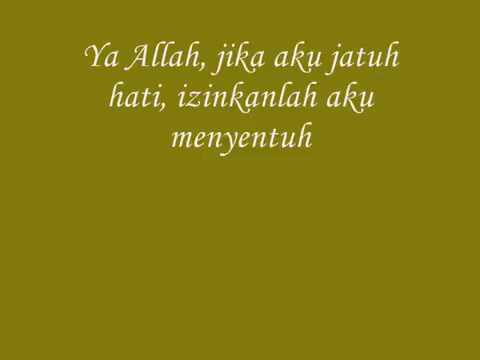 Ya Allah, jika aku jatuh
hati, izinkanlah aku
menyentuh